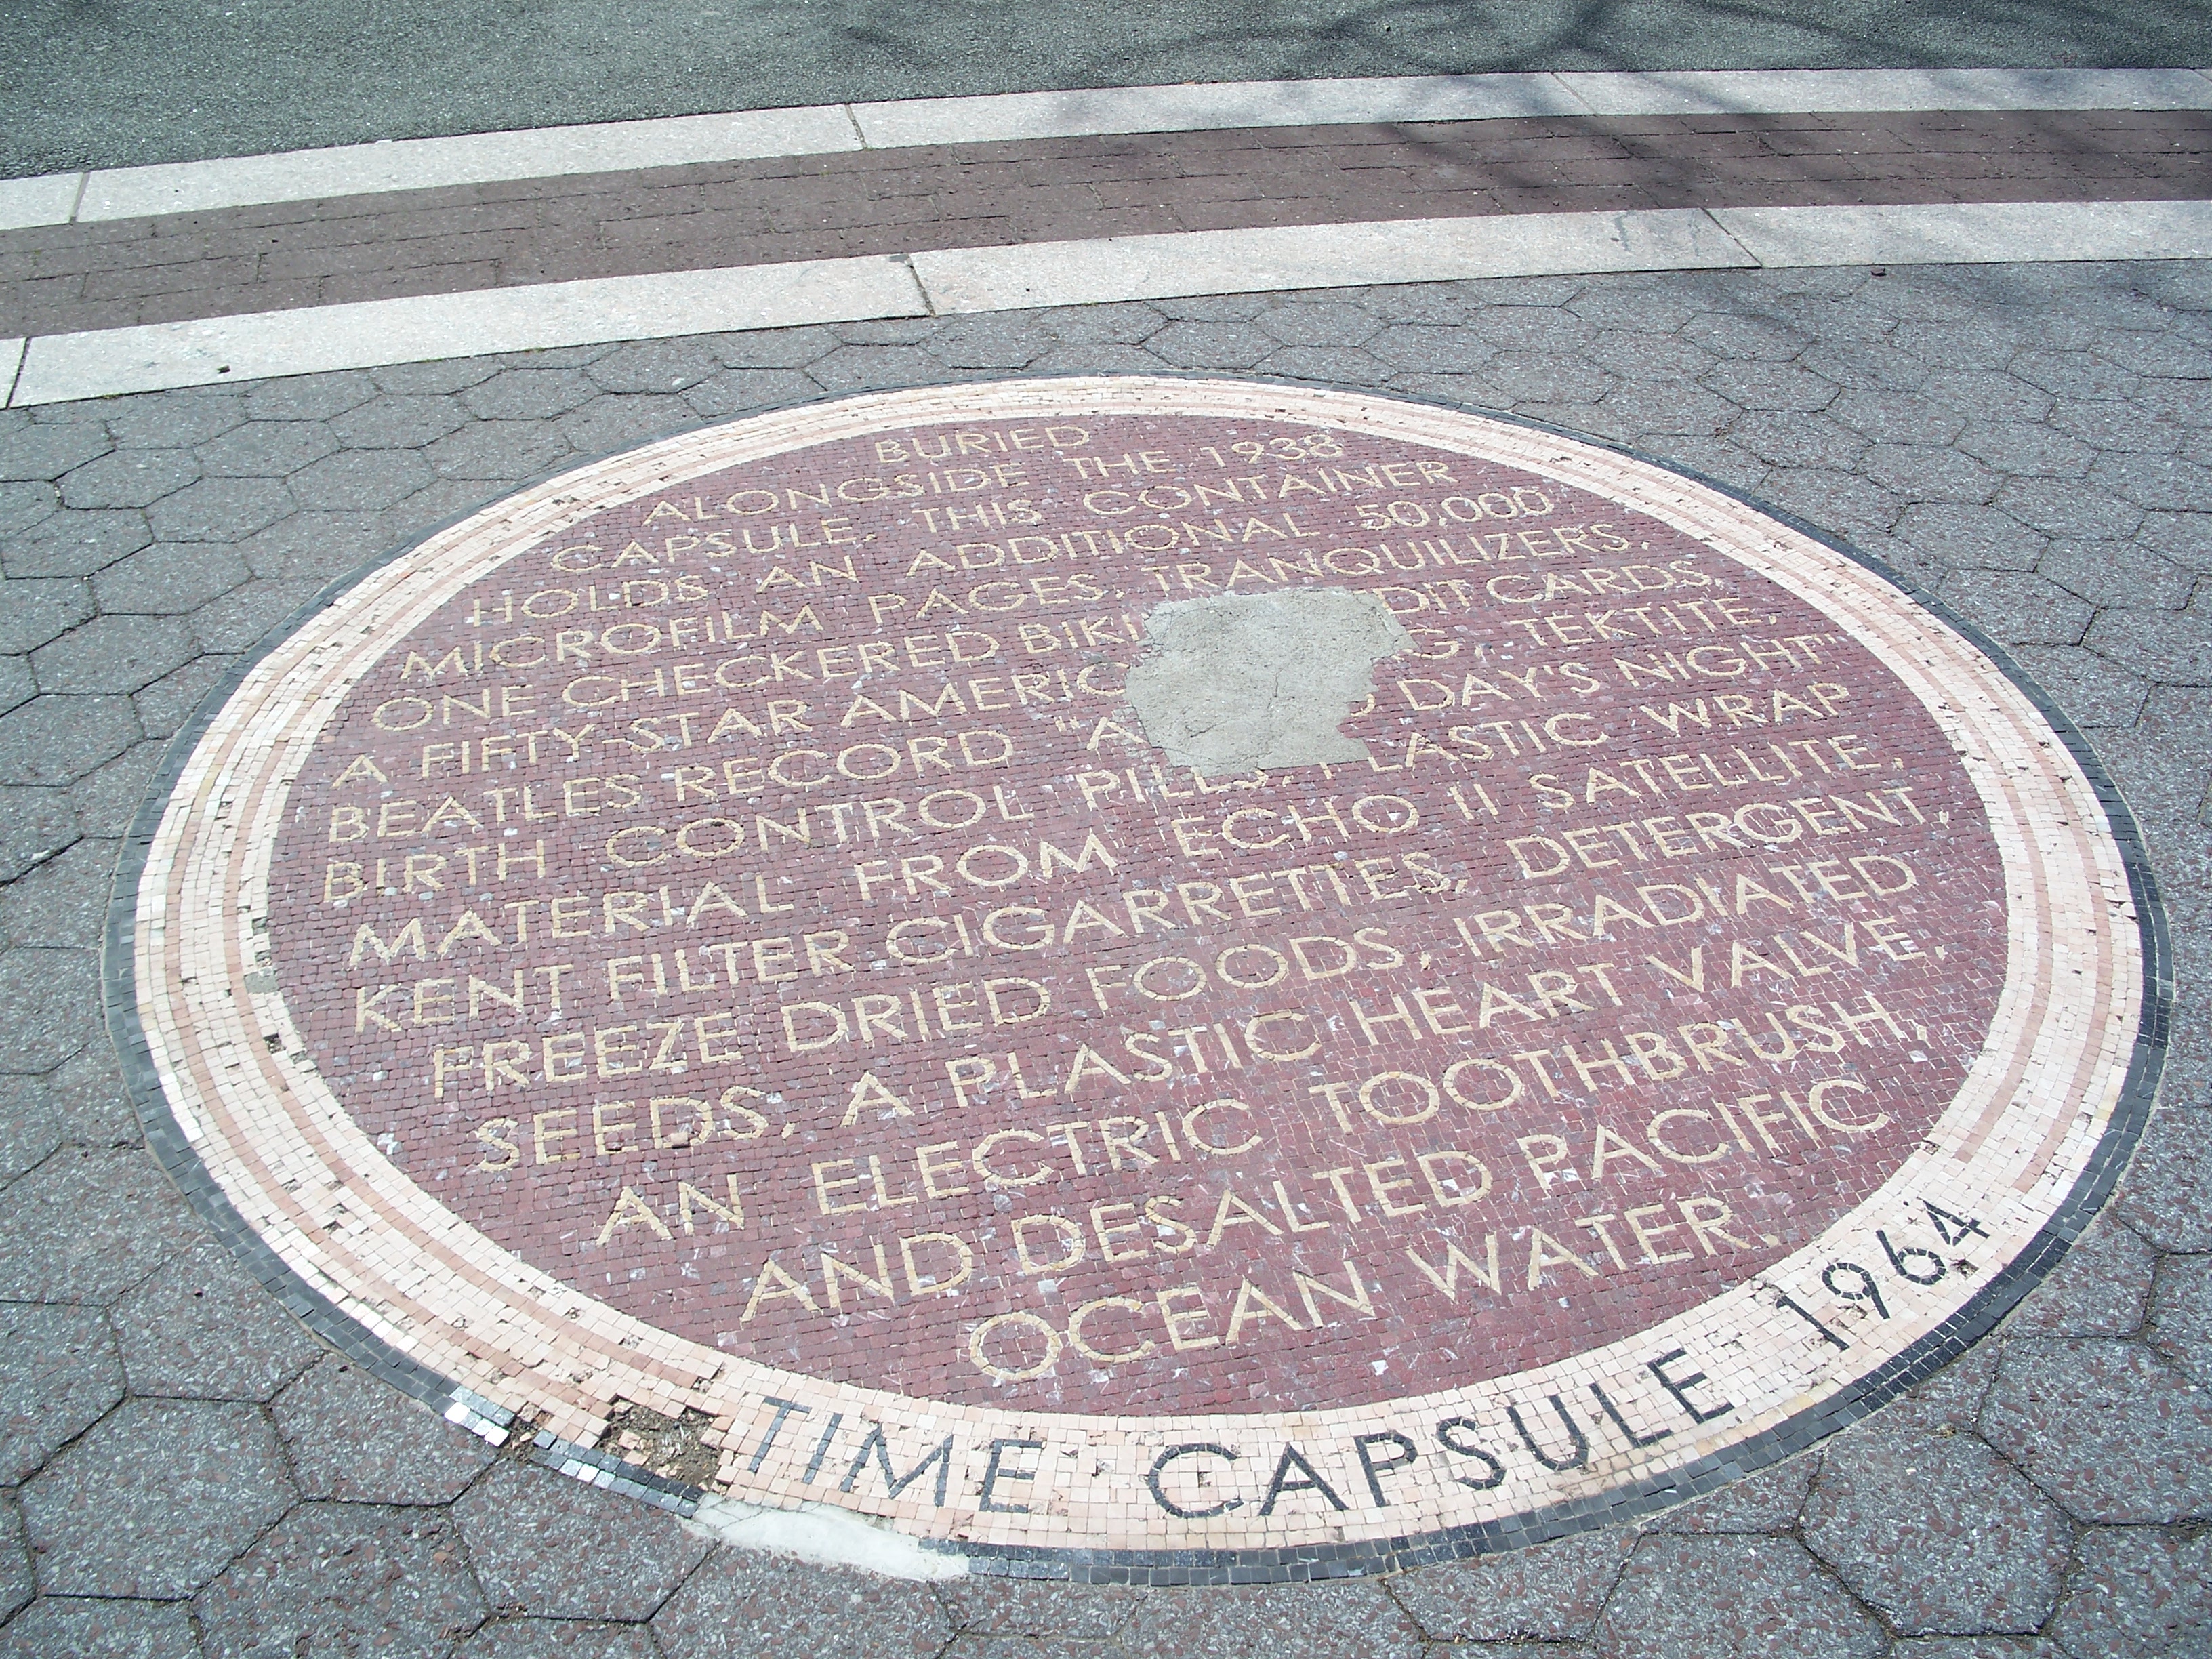 BURIED
ALONGSIDE THE 1938
CAPSULE, THIS CONTAINER
HOLDS AN ADDITIONAL 50,000
MICROFILM PAGES, TRANQUILIZERS,
ONE CHECKERED CARDS,
A FIFTY-STAR TEKTITE,
BEATLES RECORD DAY'S NIGHT"
BIRTH CONTROL PILLS, PLASTIC WRAP
MATERIAL FROM ECHO II SATELLITE,
KENT FILTER CIGARRETTES, DETERGENT,
FREEZE DRIED FOODS, IRRADIATED
SEEDS, A PLASTIC HEART VALVE,
AN ELECTRIC TOOTHBRUSH,
AND DESALTED PACIFIC
OCEAN WATER.
TIME CAPSULE 1964